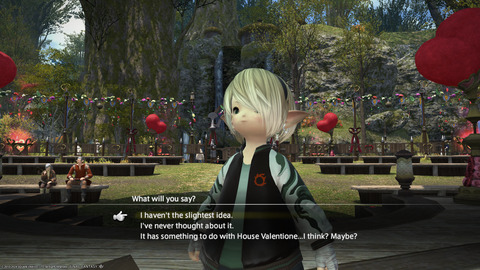 What will you say?
I haven't the slightest idea.
I've never thought about it.
It has something to do with House Valentione...I think? Maybe?